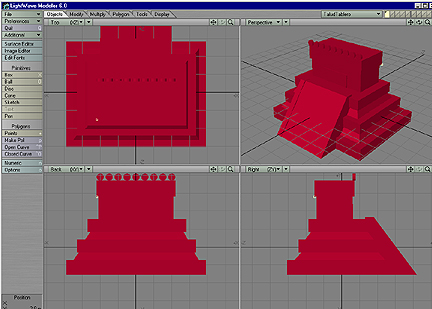 LightWave Modeler 6.0
File
Preferences
Quit
Additional
Surface Editor
Image Editor
Edit Fonts
Primitives
Box
Ball
Disc
Cone
Sketch
Text
Pen
Polygons
Points
Make Pol
Open Curve
Closed Curve
Numeric
Options
Position
Objects Modify Multiply Polygon Tools Display
Top (XZ)
Perspective
Back (XY)
Right (ZY)